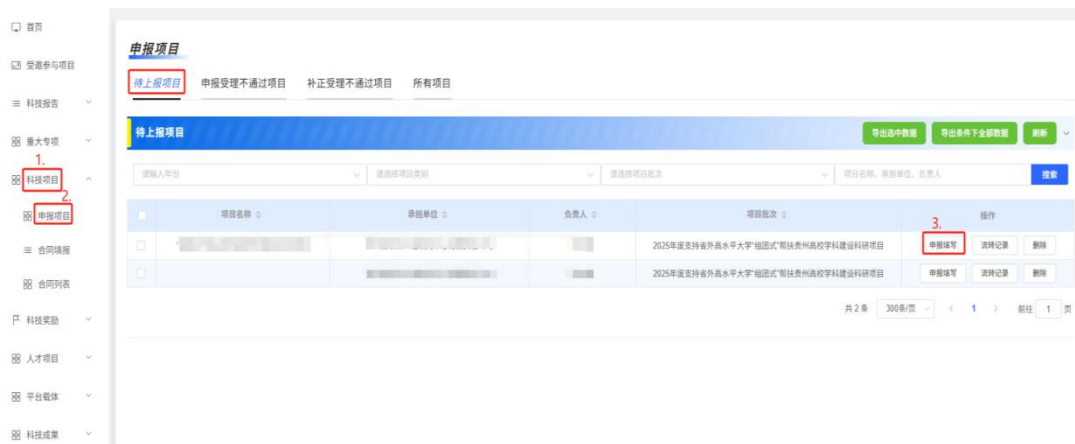 首页
受邀参与项目
科技报告
重大专项
1.
科技项目
2.
申报项目
合同填报
合同列表
科技奖励
人才项目
平台载体
科技成果
申报项目
待上报项目 申报受理不通过项目 补正受理不通过项目 所有项目
待上报项目 导出选中数据 导出条件下全部数据 刷新
请输入年份 请选择项目类别 请选择项目批次 项目名称、承担单位、负责人 搜索
项目名称 承担单位 负责人 项目批次 操作
3.
2025年度支持省外高水平大学"组团式"帮扶贵州高校学科建设科研项目 申报填写 流转记录 删除
2025年度支持省外高水平大学"组团式"帮扶贵州高校学科建设科研项目 申报填写 流转记录 删除
共 2 条 300条/页 1 前往 1 页